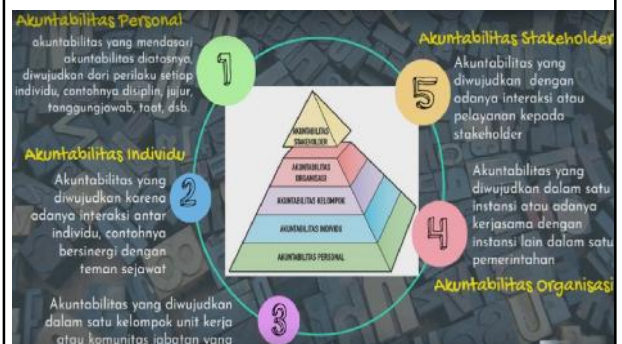 Akuntabilitas Personal
akuntabilitas yang mendasari
akuntabilitas diatasnya,
diwujudkan dari perilaku setiap
individu, contohnya disiplin, jujur,
tanggungjawab, taat, dsb.
1
Akuntabilitas Individu
Akuntabilitas yang
diwujudkan karena
adanya interaksi antar
individu, contohnya
bersinergi dengan
teman sejawat
2
Akuntabilitas yang diwujudkan
dalam satu kelompok unit kerja
atau komunitas jabatan yang
3
AKUNTABILITAS
STAKEHOLDER
AKUNTABILITAS
ORGANISASI
AKUNTABILITAS KELOMPOK
AKUNTABILITAS INDIVIDU
AKUNTABILITAS PERSONAL
Akuntabilitas Stakeholder
Akuntabilitas yang
diwujudkan dengan
adanya interaksi atau
pelayanan kepada
stakeholder
5
Akuntabilitas yang
diwujudkan dalam satu
instansi atau adanya
kerjasama dengan
instansi lain dalam satu
pemerintahan
4
Akuntabilitas Organisasi